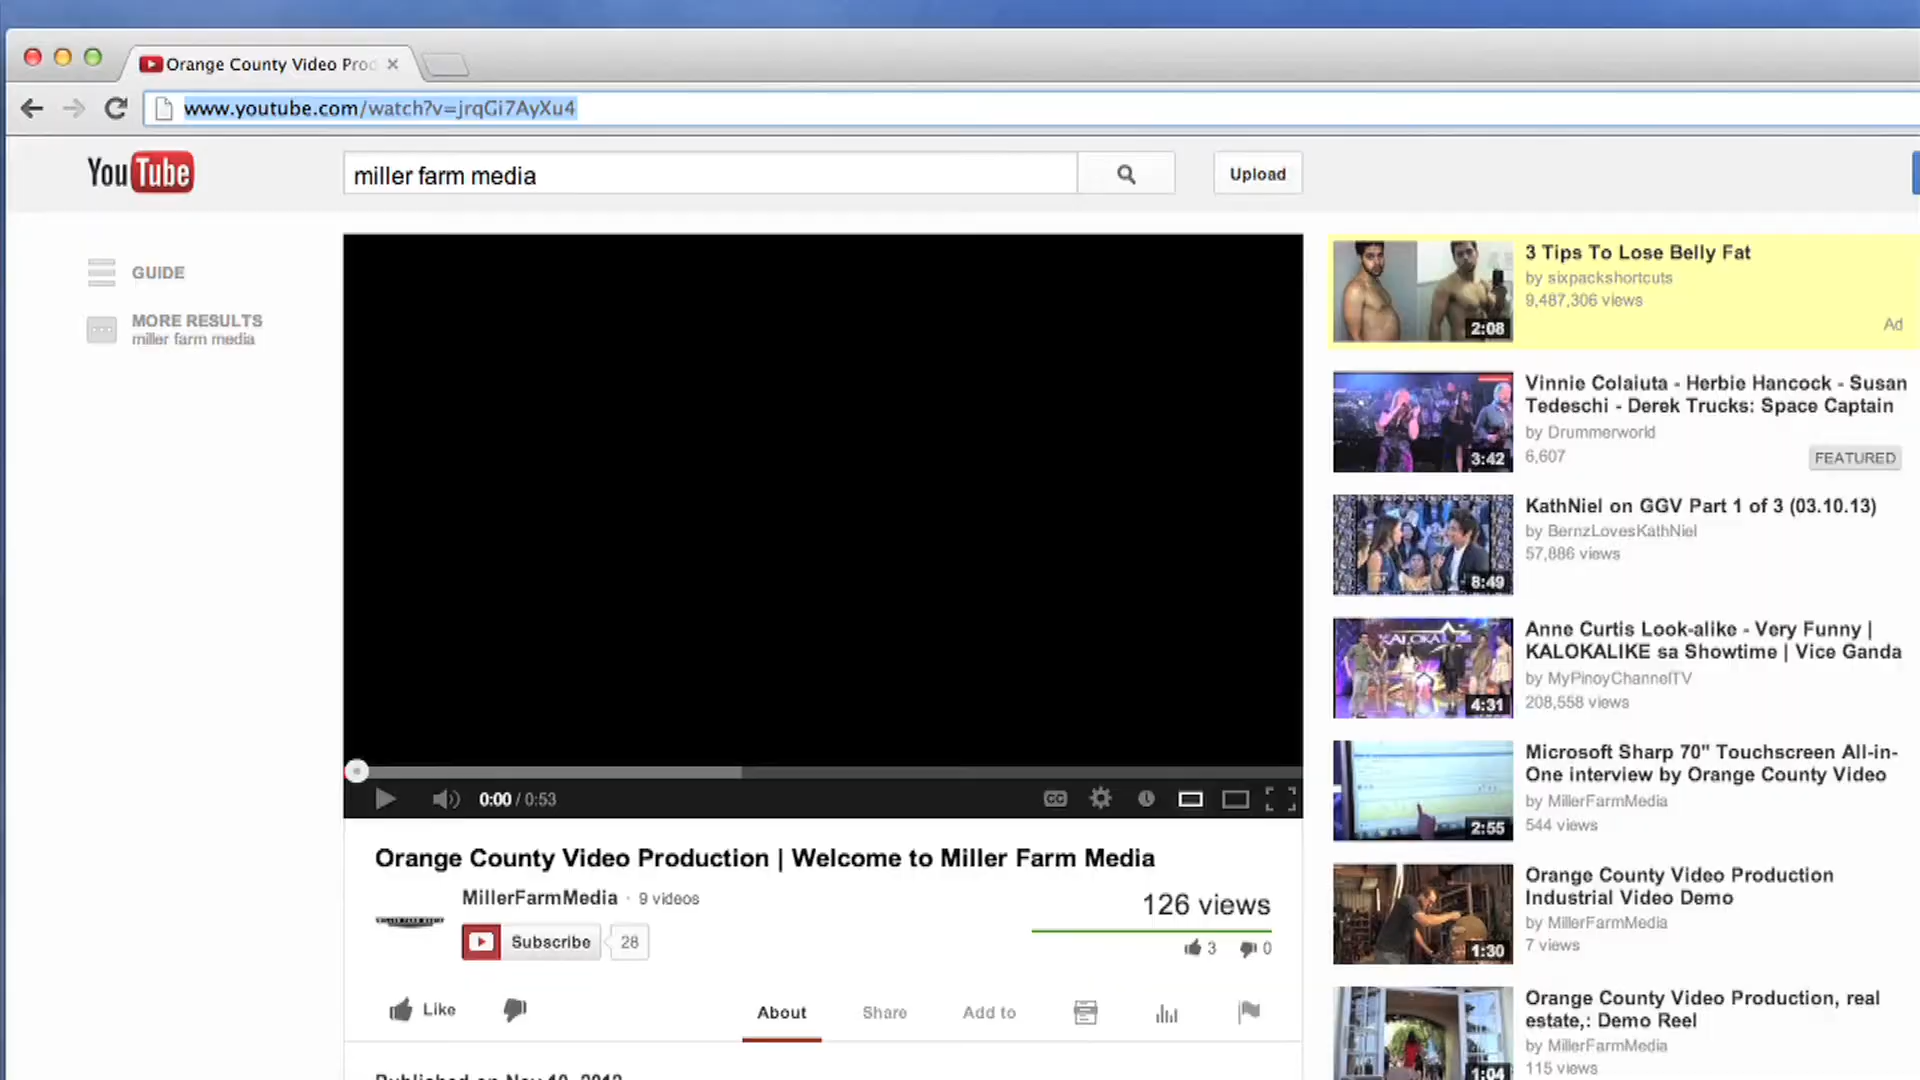 Orange County Video Proc
www.youtube.com/watch?v=jrqGi7AyXu4
YouTube
miller farm media
Upload
GUIDE
MORE RESULTS
miller farm media
0:00 / 0:53
CC
Orange County Video Production | Welcome to Miller Farm Media
MillerFarmMedia · 9 videos
Subscribe 28
126 views
3 0
Like
About Share Add to
3 Tips To Lose Belly Fat
by sixpackshortcuts
9,487,306 views
Ad
2:08
Vinnie Colaiuta - Herbie Hancock - Susan
Tedeschi - Derek Trucks: Space Captain
by Drummerworld
6,607
FEATURED
3:42
KathNiel on GGV Part 1 of 3 (03.10.13)
by BernzLovesKathNiel
57,886 views
8:49
Anne Curtis Look-alike - Very Funny |
KALOKALIKE sa Showtime | Vice Ganda
by MyPinoyChannelTV
208,558 views
4:31
Microsoft Sharp 70" Touchscreen All-in-
One interview by Orange County Video
by MillerFarmMedia
544 views
2:55
Orange County Video Production
Industrial Video Demo
by MillerFarmMedia
7 views
1:30
Orange County Video Production, real
estate,: Demo Reel
by MillerFarmMedia
115 views
1:04